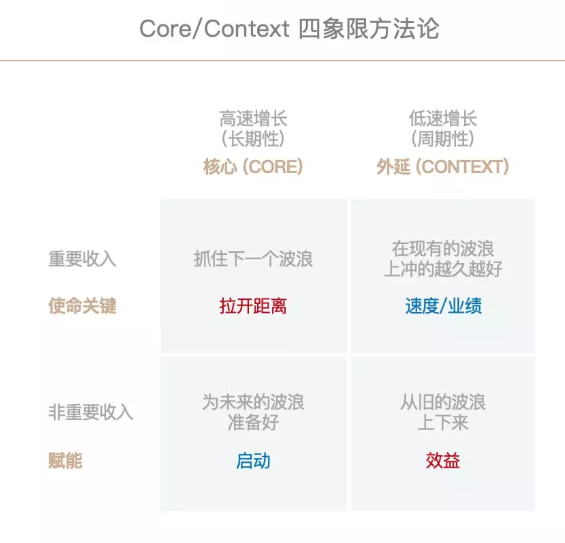 Core/Context 四象限方法论
高速增长
(长期性)
核心 (CORE)
低速增长
(周期性)
外延 (CONTEXT)
重要收入
使命关键
抓住下一个波浪
拉开距离
在现有的波浪
上冲的越久越好
速度/业绩
非重要收入
赋能
为未来的波浪
准备好
启动
从旧的波浪
上下来
效益